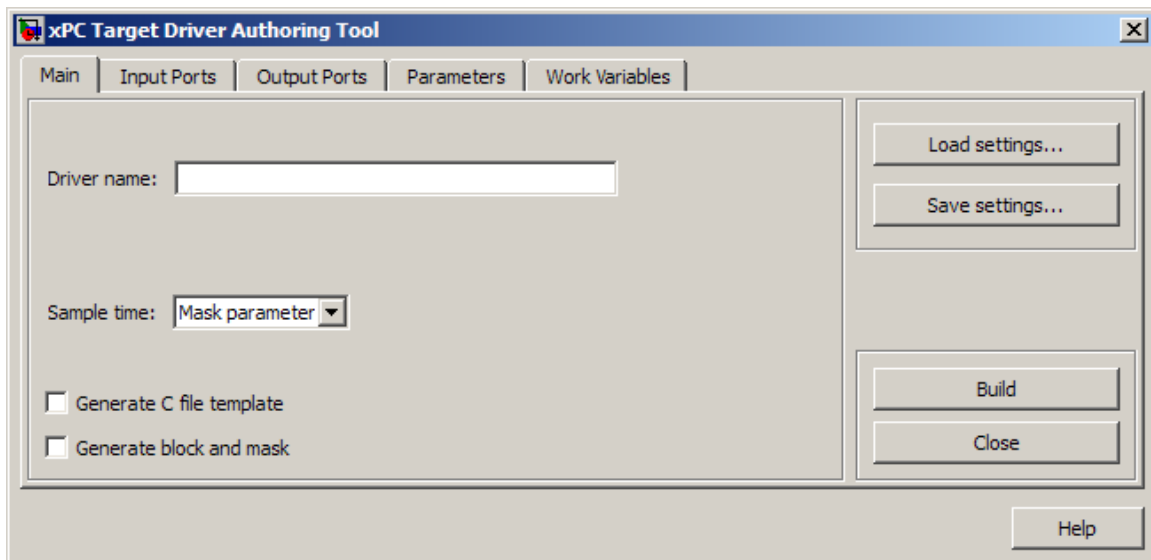 xPC Target Driver Authoring Tool
Main Input Ports Output Ports Parameters Work Variables
Driver name:
Sample time: Mask parameter
Generate C file template
Generate block and mask
Load settings...
Save settings...
Build
Close
Help